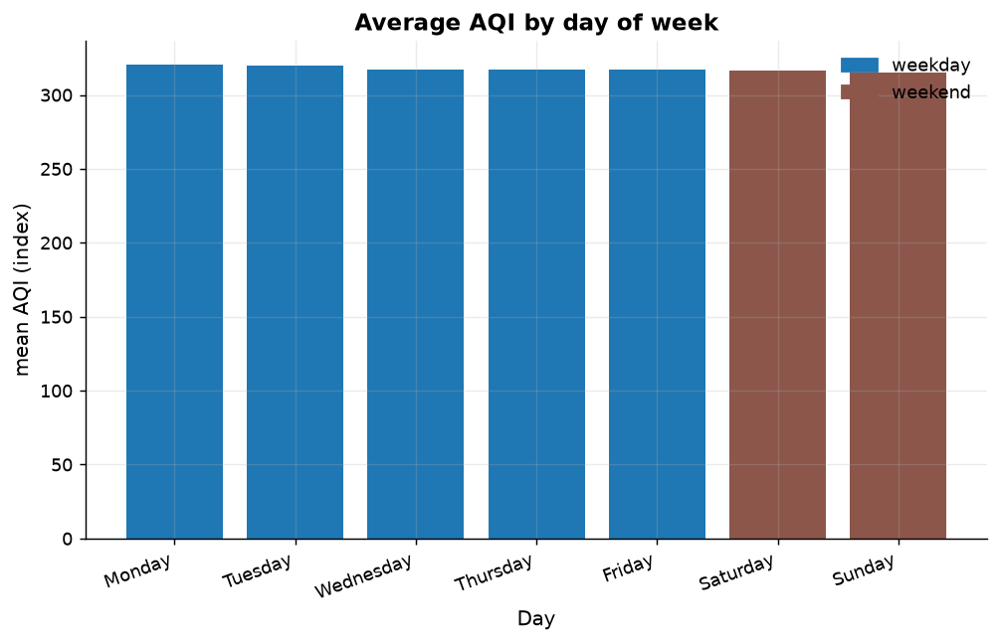 Average AQI by day of week
weekday
weekend
mean AQI (index)
300
250
200
150
100
50
0
Monday
Tuesday
Wednesday
Thursday
Friday
Saturday
Sunday
Day